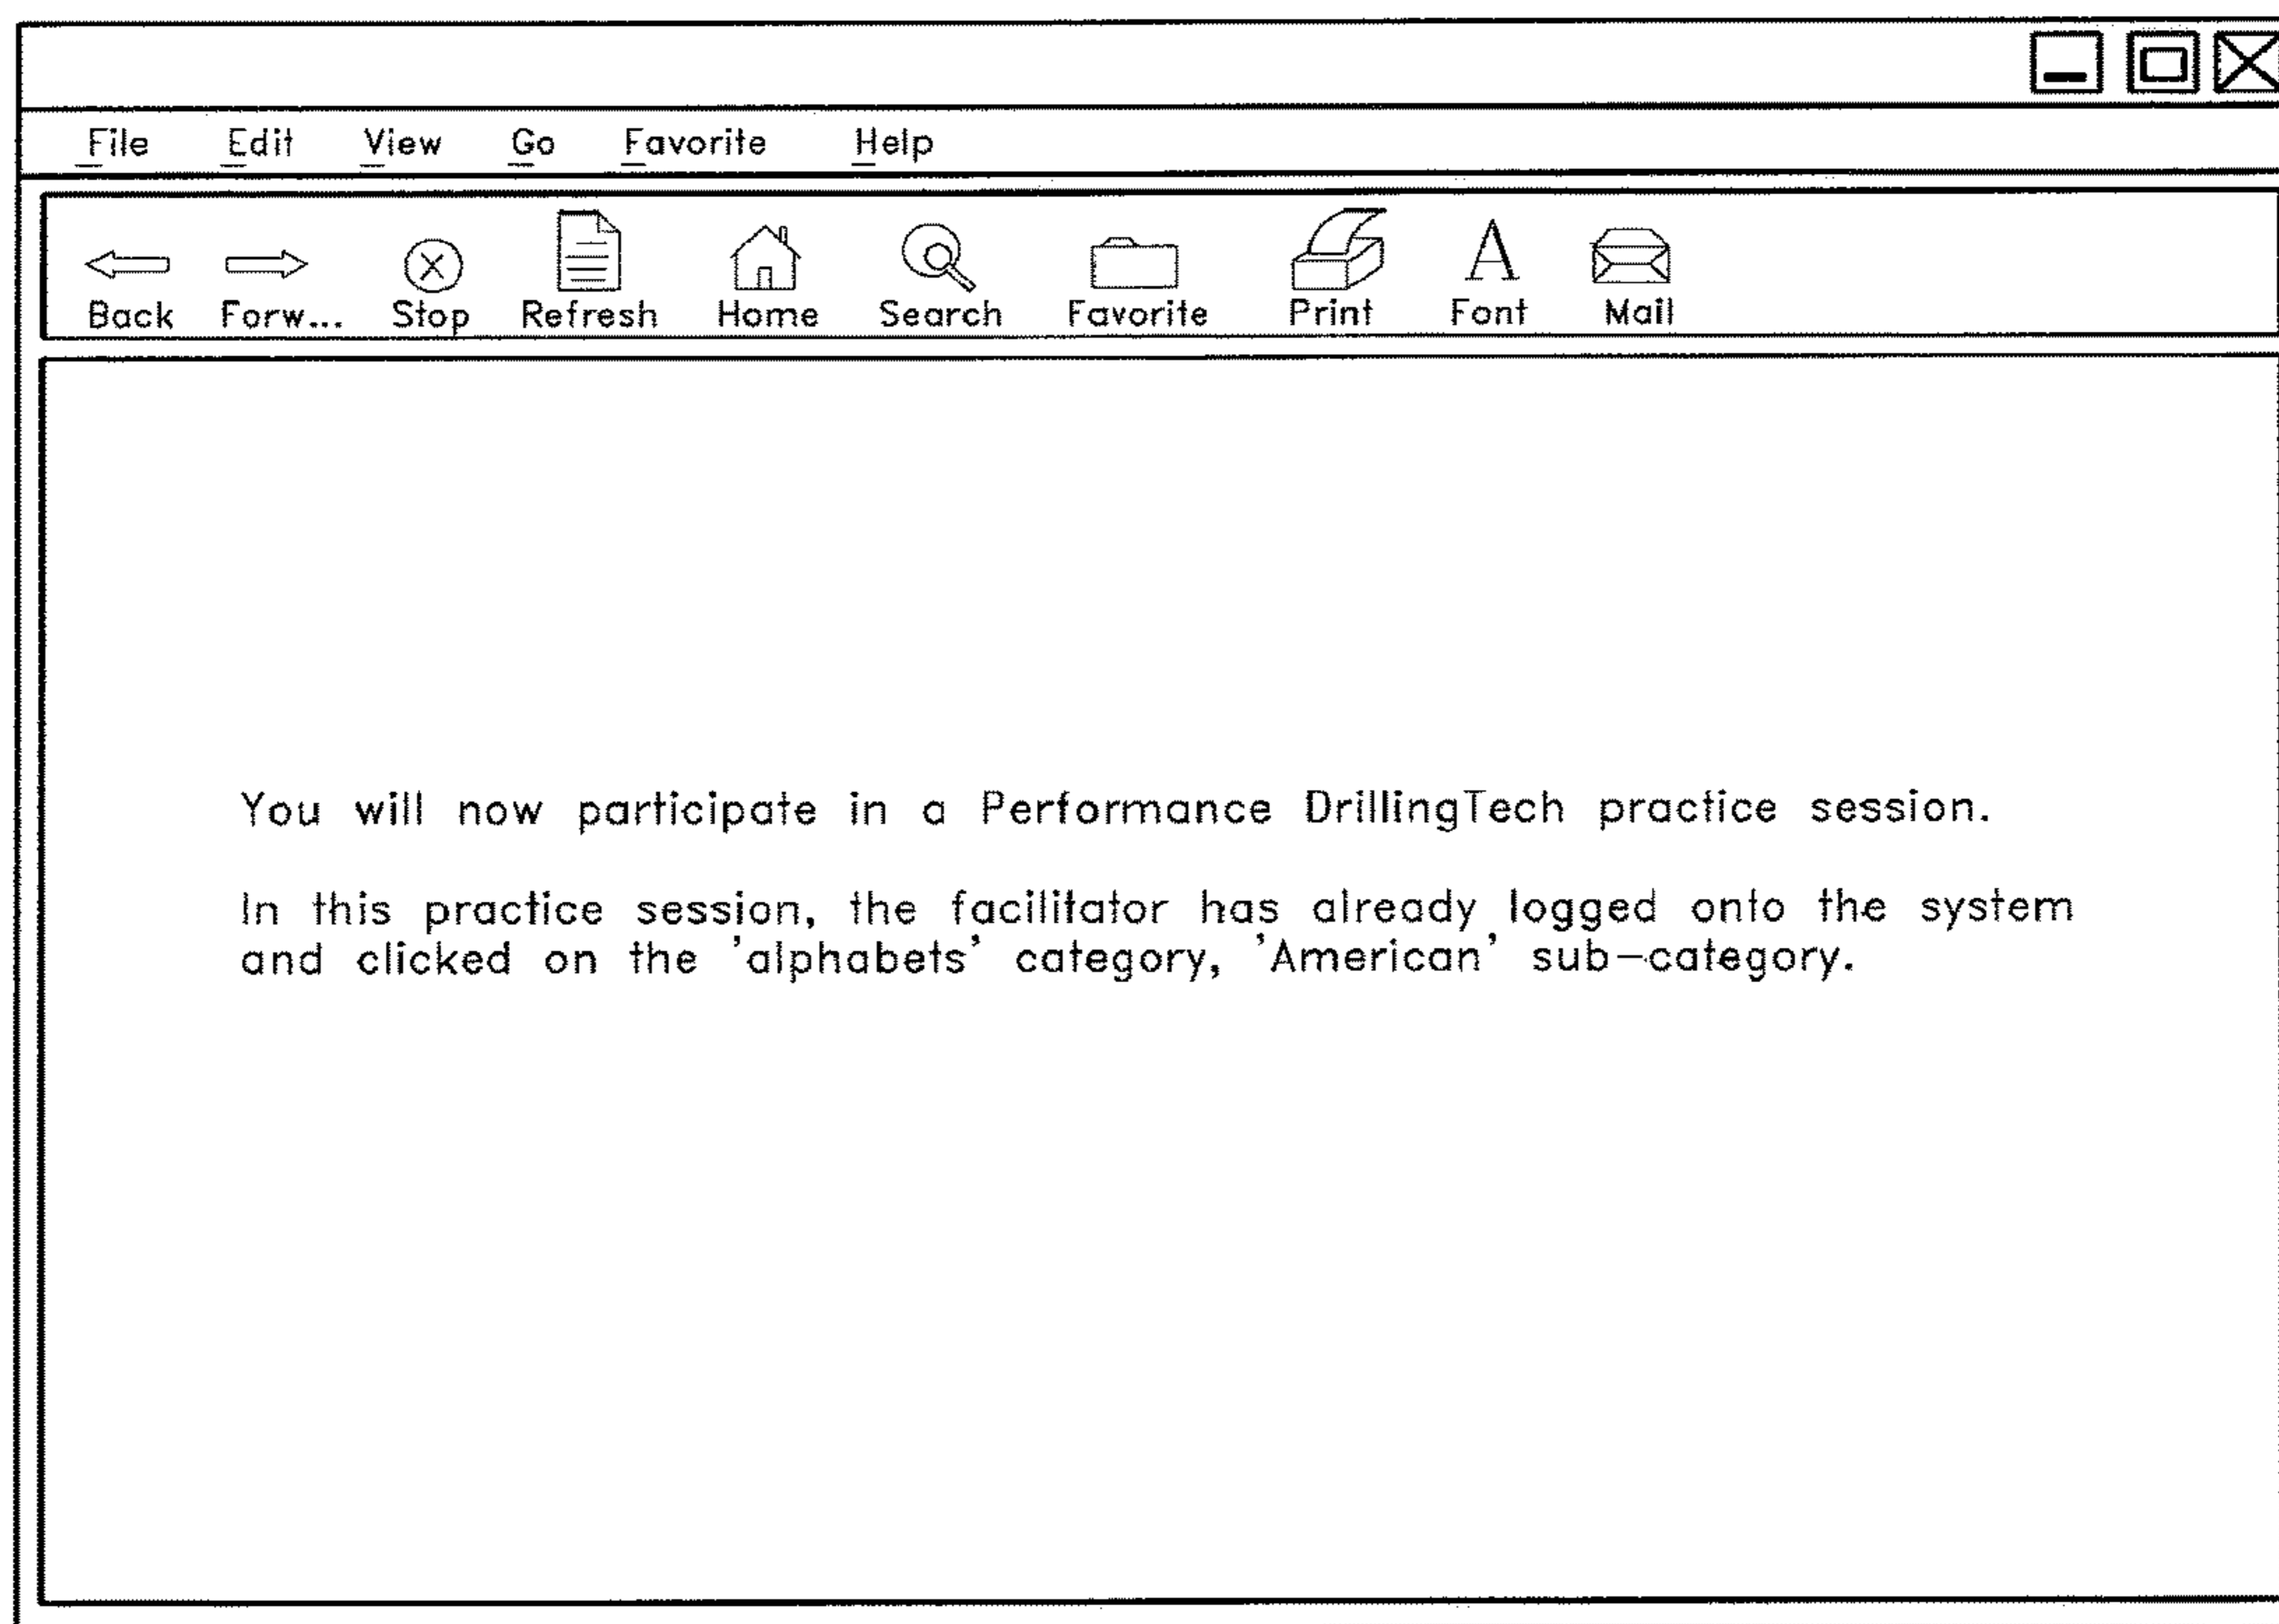 File Edit View Go Favorite Help
Back Forw... Stop Refresh Home Search Favorite Print Font Mail
You will now participate in a Performance DrillingTech practice session.
In this practice session, the facilitator has already logged onto the system
and clicked on the 'alphabets' category, 'American' sub-category.